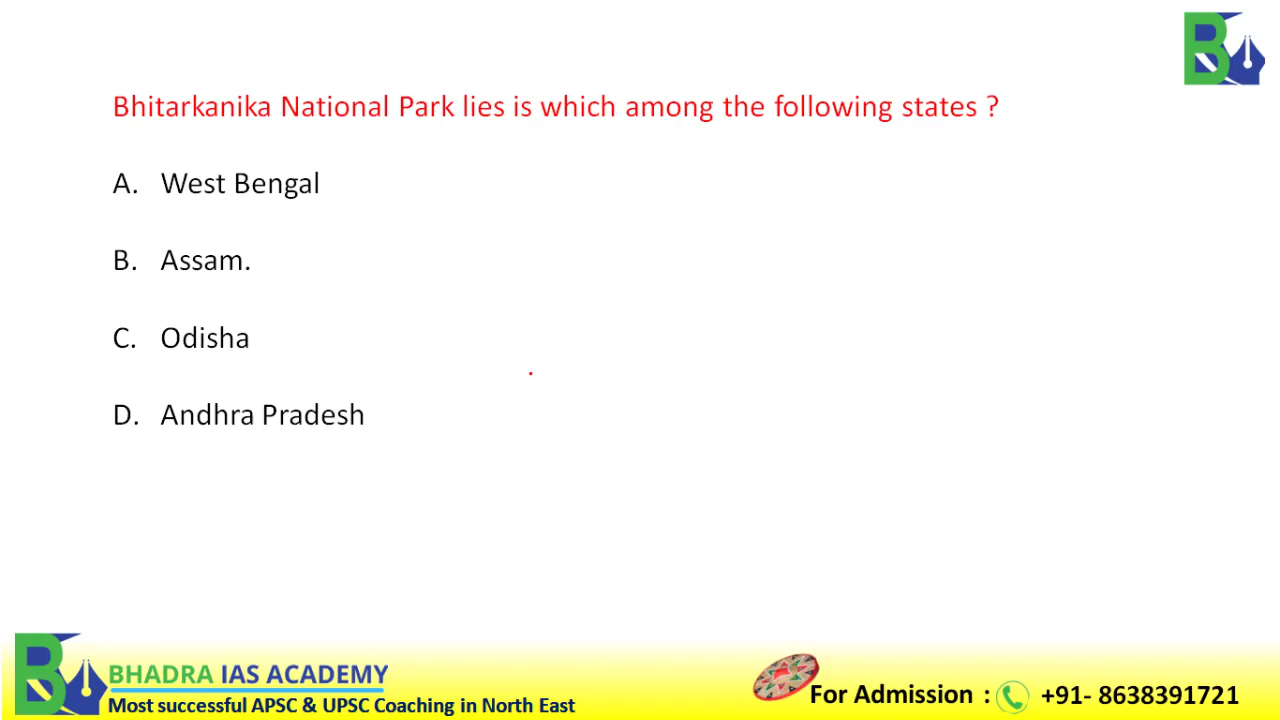 Bhitarkanika National Park lies is which among the following states ?
A. West Bengal
B. Assam.
C. Odisha
D. Andhra Pradesh
BHADRA IAS ACADEMY
Most successful APSC & UPSC Coaching in North East
For Admission : +91- 8638391721